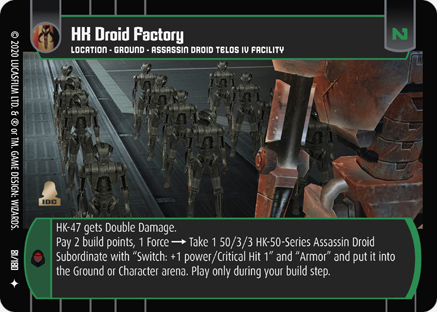 HK Droid Factory
LOCATION - GROUND - ASSASSIN DROID TELOS IV FACILITY
N
IDC
HK-47 gets Double Damage.
Pay 2 build points, 1 Force → Take 1 50/3/3 HK-50-Series Assassin Droid
Subordinate with “Switch: +1 power/Critical Hit 1” and “Armor” and put it into
the Ground or Character arena. Play only during your build step.
© 2020 LUCASFILM LTD. & ® or TM. GAME DESIGN, WIZARDS.